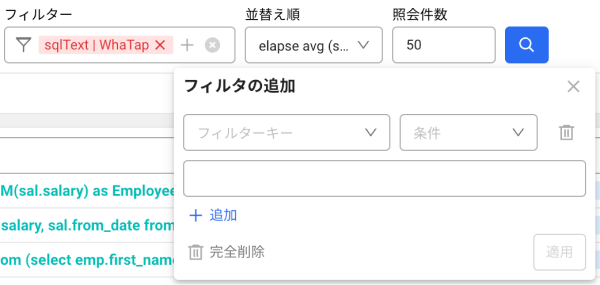 フィルター 並替え順 照会件数
sqlText | WhaTap elapse avg (s... 50
フィルタの追加
フィルターキー 条件
M(sal.salary) as Employee
salary, sal.from_date from
追加
om (select emp.first_name
完全削除 適用